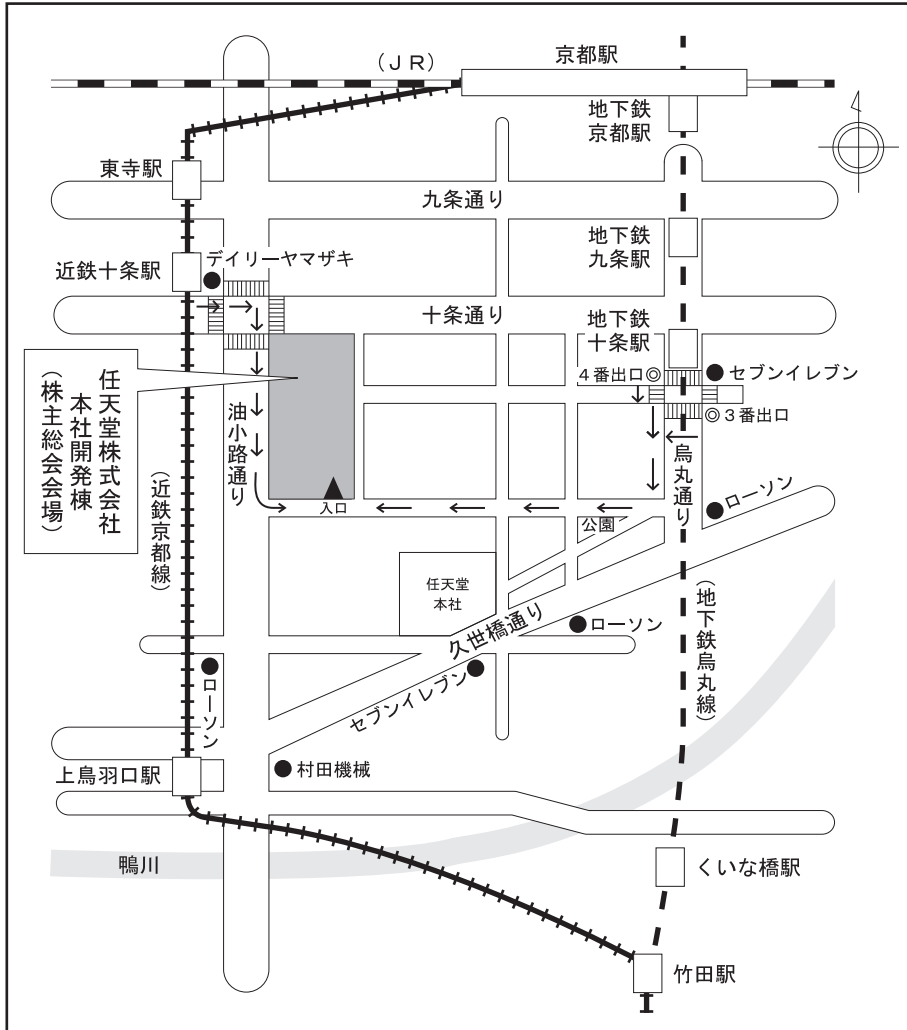 京都駅
(JR)
地下鉄
京都駅
東寺駅
九条通り
地下鉄
九条駅
デイリーヤマザキ
近鉄十条駅
十条通り
地下鉄
十条駅
4番出口
セブンイレブン
3番出口
任天堂株式会社
本社開発棟
(株主総会会場)
油小路通り
烏丸通り
入口
公園
ローソン
(近鉄京都線)
任天堂
本社
久世橋通り
ローソン
(地下鉄烏丸線)
ローソン
セブンイレブン
上鳥羽口駅
村田機械
鴨川
くいな橋駅
竹田駅